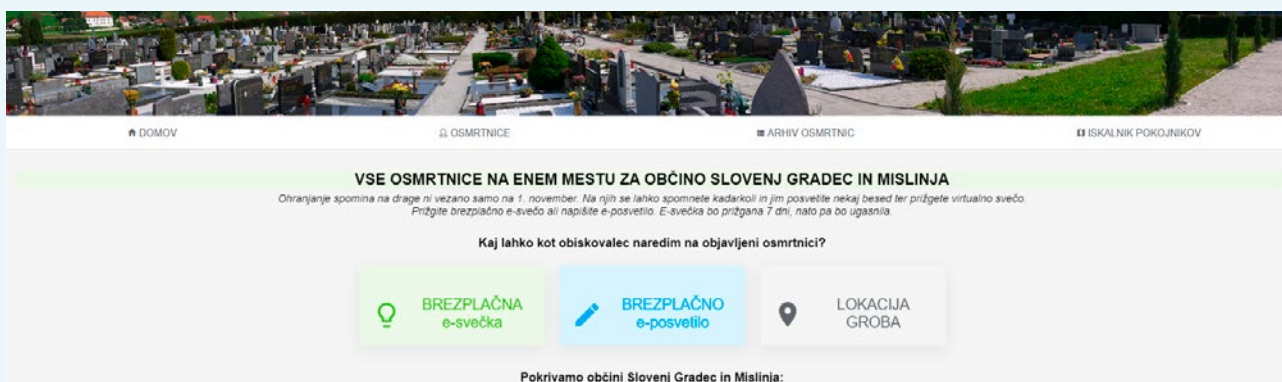 DOMOV
OSMRTNICE
ARHIV OSMRTNIC
ISKALNIK POKOJNIKOV
VSE OSMRTNICE NA ENEM MESTU ZA OBČINO SLOVENJ GRADEC IN MISLINJA
Ohranjanje spomina na drage ni vezano samo na 1. november. Na njih se lahko spomnete kadarkoli in jim posvetite nekaj besed ter prižgete virtualno svečo.
Prižgite brezplačno e-svečo ali napišite e-posvetilo. E-svečka bo prižgana 7 dni, nato pa bo ugasnila.
Kaj lahko kot obiskovalec naredim na objavljeni osmrtnici?
BREZPLAČNA
e-svečka
BREZPLAČNO
e-posvetilo
LOKACIJA
GROBA
Pokrivamo občini Slovenj Gradec in Mislinja: